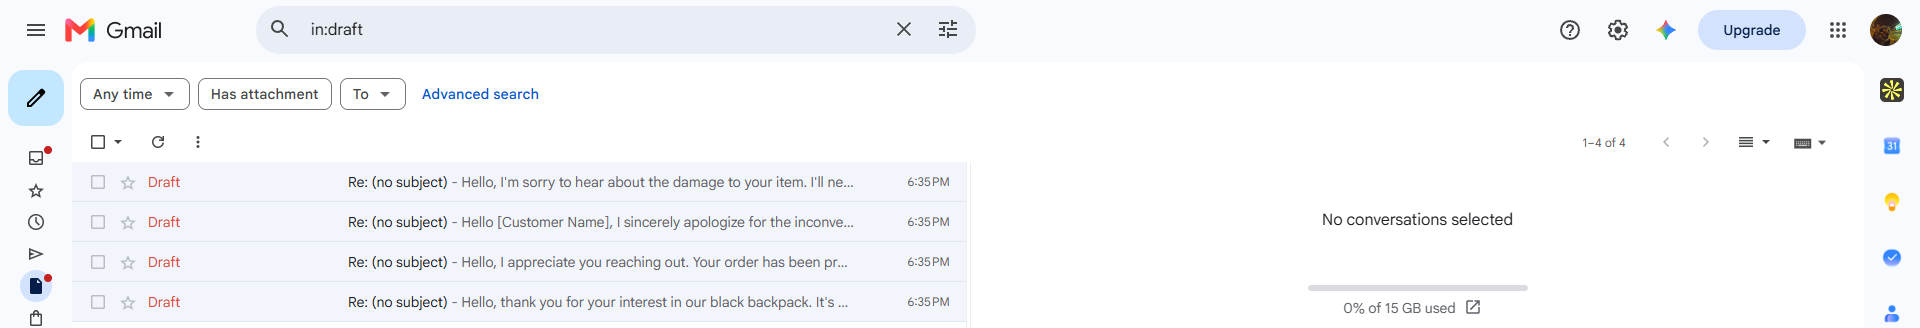 Gmail
in:draft
Upgrade
Any time
Has attachment
To
Advanced search
1–4 of 4
31
Draft Re: (no subject) - Hello, I'm sorry to hear about the damage to your item. I'll ne... 6:35 PM
Draft Re: (no subject) - Hello [Customer Name], I sincerely apologize for the inconve... 6:35 PM
Draft Re: (no subject) - Hello, I appreciate you reaching out. Your order has been pr... 6:35 PM
Draft Re: (no subject) - Hello, thank you for your interest in our black backpack. It's ... 6:35 PM
No conversations selected
0% of 15 GB used